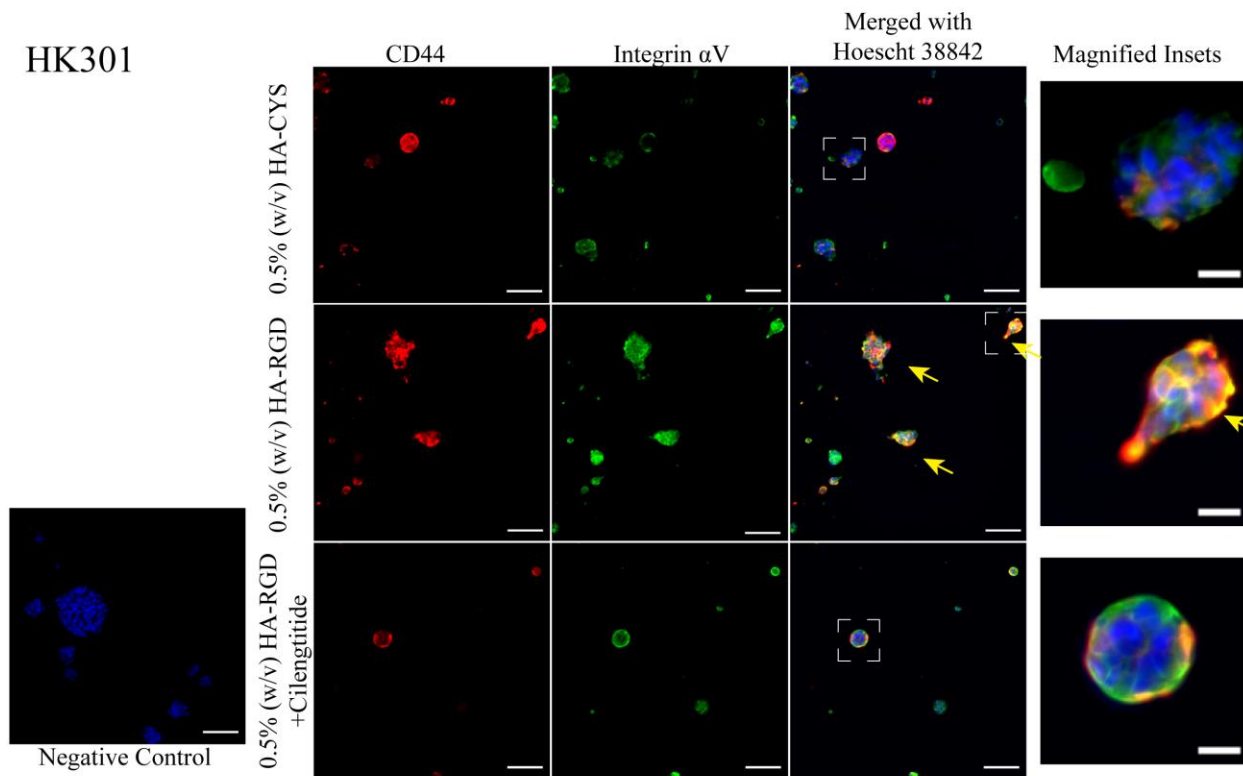 HK301
CD44
Integrin αV
Merged with
Hoescht 38842
Magnified Insets
0.5% (w/v) HA-CYS
0.5% (w/v) HA-RGD
0.5% (w/v) HA-RGD
+Cilengtitide
Negative Control